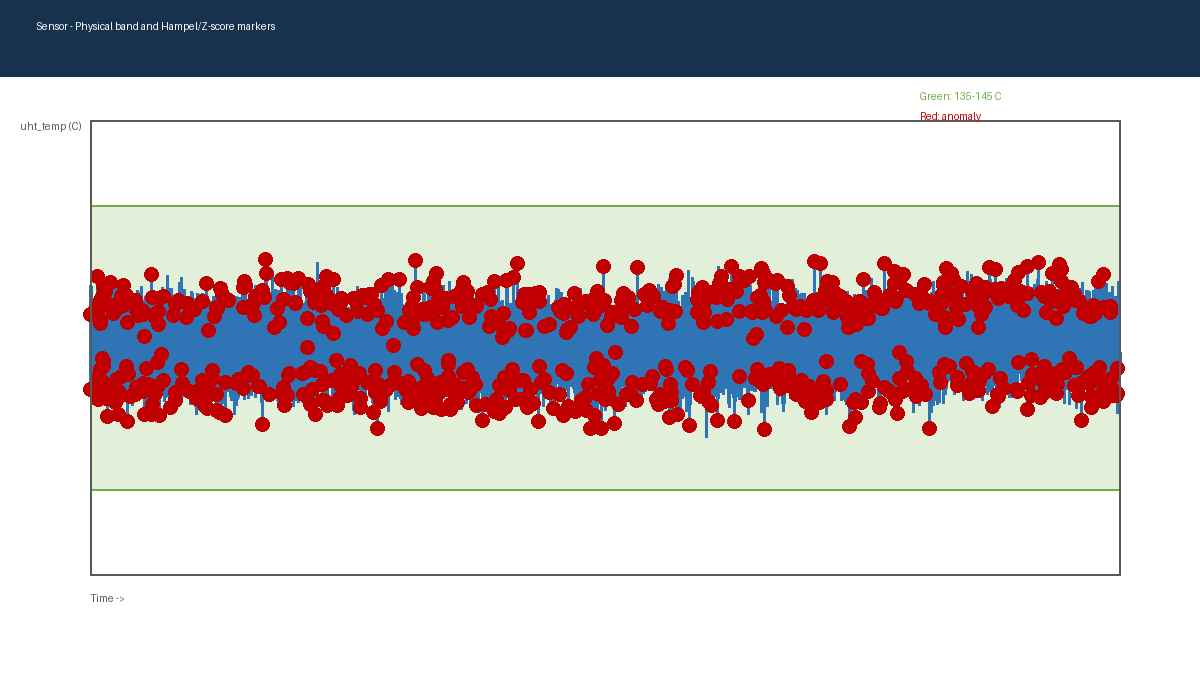 Sensor - Physical band and Hampel/Z-score markers
Green: 135-145 C
Red: anomaly
uht_temp (C)
Time ->